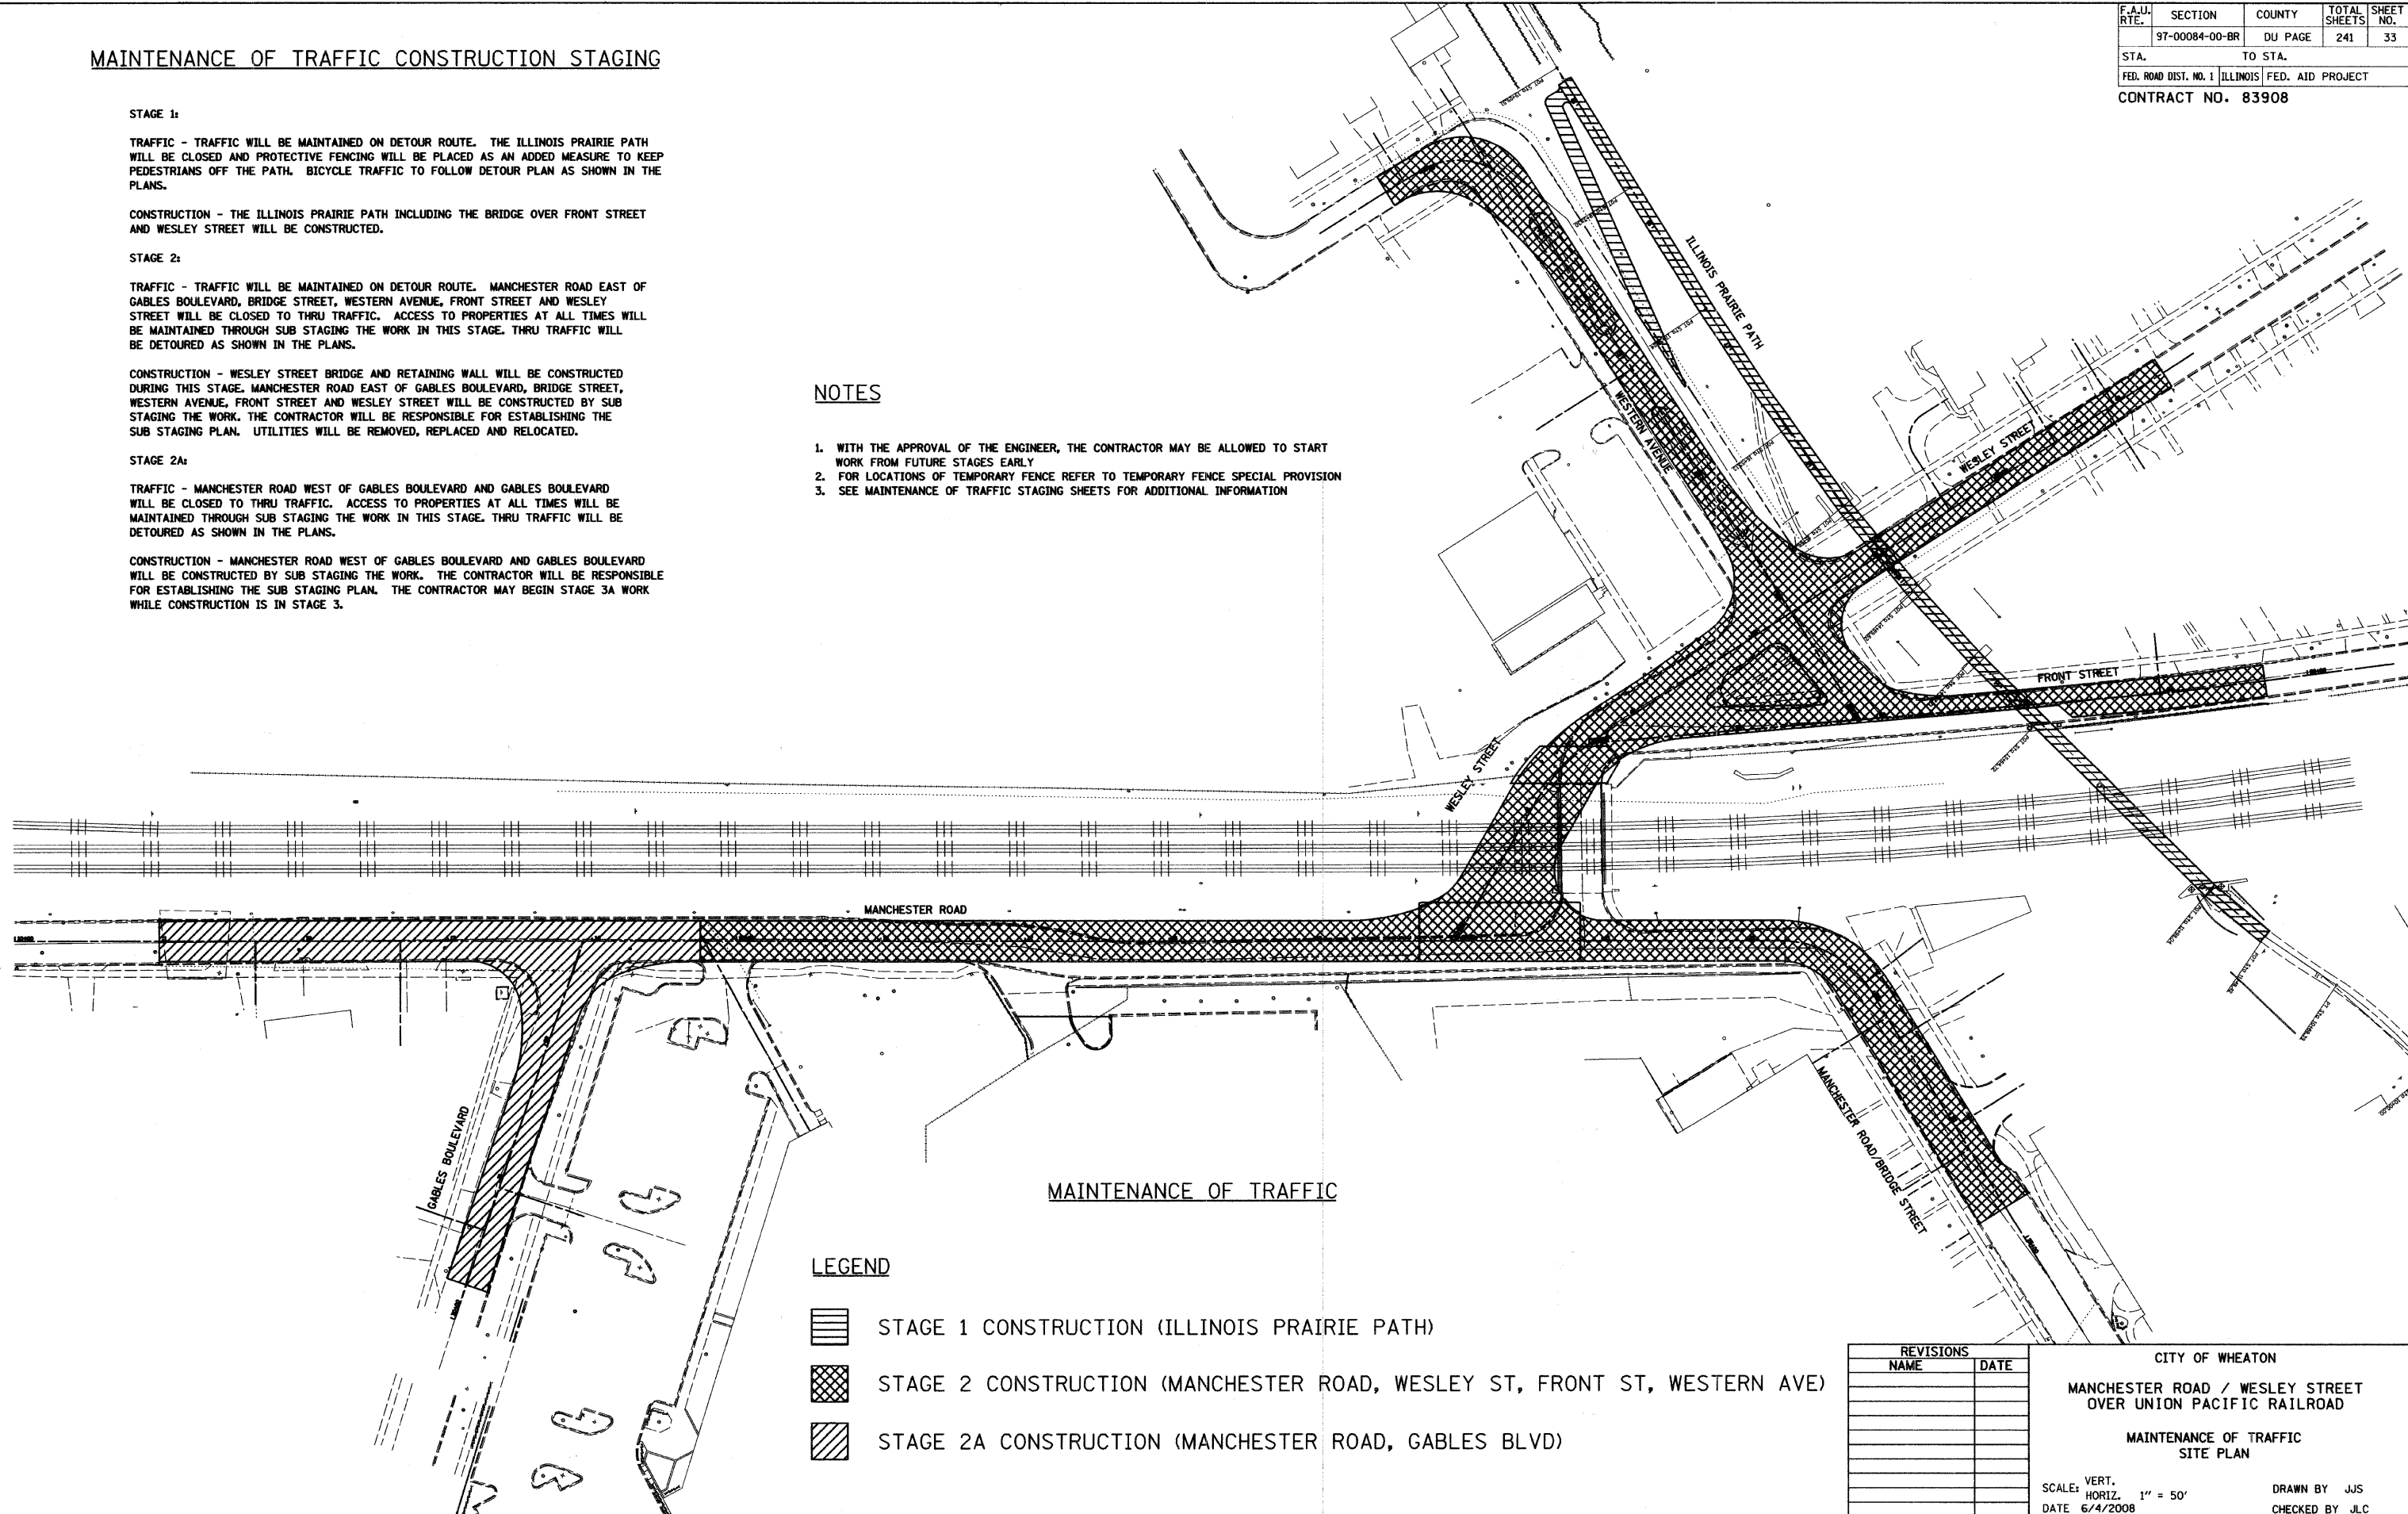 F.A.U. RTE. SECTION COUNTY TOTAL SHEETS SHEET NO.
97-00084-00-BR DU PAGE 241 33
STA. TO STA.
FED. ROAD DIST. NO. 1 ILLINOIS FED. AID PROJECT
CONTRACT NO. 83908
MAINTENANCE OF TRAFFIC CONSTRUCTION STAGING
STAGE 1:
TRAFFIC - TRAFFIC WILL BE MAINTAINED ON DETOUR ROUTE. THE ILLINOIS PRAIRIE PATH
WILL BE CLOSED AND PROTECTIVE FENCING WILL BE PLACED AS AN ADDED MEASURE TO KEEP
PEDESTRIANS OFF THE PATH. BICYCLE TRAFFIC TO FOLLOW DETOUR PLAN AS SHOWN IN THE
PLANS.
CONSTRUCTION - THE ILLINOIS PRAIRIE PATH INCLUDING THE BRIDGE OVER FRONT STREET
AND WESLEY STREET WILL BE CONSTRUCTED.
STAGE 2:
TRAFFIC - TRAFFIC WILL BE MAINTAINED ON DETOUR ROUTE. MANCHESTER ROAD EAST OF
GABLES BOULEVARD, BRIDGE STREET, WESTERN AVENUE, FRONT STREET AND WESLEY
STREET WILL BE CLOSED TO THRU TRAFFIC. ACCESS TO PROPERTIES AT ALL TIMES WILL
BE MAINTAINED THROUGH SUB STAGING THE WORK IN THIS STAGE. THRU TRAFFIC WILL
BE DETOURED AS SHOWN IN THE PLANS.
CONSTRUCTION - WESLEY STREET BRIDGE AND RETAINING WALL WILL BE CONSTRUCTED
DURING THIS STAGE. MANCHESTER ROAD EAST OF GABLES BOULEVARD, BRIDGE STREET,
WESTERN AVENUE, FRONT STREET AND WESLEY STREET WILL BE CONSTRUCTED BY SUB
STAGING THE WORK. THE CONTRACTOR WILL BE RESPONSIBLE FOR ESTABLISHING THE
SUB STAGING PLAN. UTILITIES WILL BE REMOVED, REPLACED AND RELOCATED.
STAGE 2A:
TRAFFIC - MANCHESTER ROAD WEST OF GABLES BOULEVARD AND GABLES BOULEVARD
WILL BE CLOSED TO THRU TRAFFIC. ACCESS TO PROPERTIES AT ALL TIMES WILL BE
MAINTAINED THROUGH SUB STAGING THE WORK IN THIS STAGE. THRU TRAFFIC WILL BE
DETOURED AS SHOWN IN THE PLANS.
CONSTRUCTION - MANCHESTER ROAD WEST OF GABLES BOULEVARD AND GABLES BOULEVARD
WILL BE CONSTRUCTED BY SUB STAGING THE WORK. THE CONTRACTOR WILL BE RESPONSIBLE
FOR ESTABLISHING THE SUB STAGING PLAN. THE CONTRACTOR MAY BEGIN STAGE 3A WORK
WHILE CONSTRUCTION IS IN STAGE 3.
NOTES
1. WITH THE APPROVAL OF THE ENGINEER, THE CONTRACTOR MAY BE ALLOWED TO START
WORK FROM FUTURE STAGES EARLY
2. FOR LOCATIONS OF TEMPORARY FENCE REFER TO TEMPORARY FENCE SPECIAL PROVISION
3. SEE MAINTENANCE OF TRAFFIC STAGING SHEETS FOR ADDITIONAL INFORMATION
ILLINOIS PRAIRIE PATH
WESTERN AVENUE
WESLEY STREET
FRONT STREET
WESLEY STREET
MANCHESTER ROAD
GABLES BOULEVARD
MANCHESTER ROAD/BRIDGE STREET
MAINTENANCE OF TRAFFIC
LEGEND
STAGE 1 CONSTRUCTION (ILLINOIS PRAIRIE PATH)
STAGE 2 CONSTRUCTION (MANCHESTER ROAD, WESLEY ST, FRONT ST, WESTERN AVE)
STAGE 2A CONSTRUCTION (MANCHESTER ROAD, GABLES BLVD)
REVISIONS
NAME DATE
CITY OF WHEATON
MANCHESTER ROAD / WESLEY STREET
OVER UNION PACIFIC RAILROAD
MAINTENANCE OF TRAFFIC
SITE PLAN
SCALE: VERT.
HORIZ. 1" = 50'
DATE 6/4/2008
DRAWN BY JJS
CHECKED BY JLC